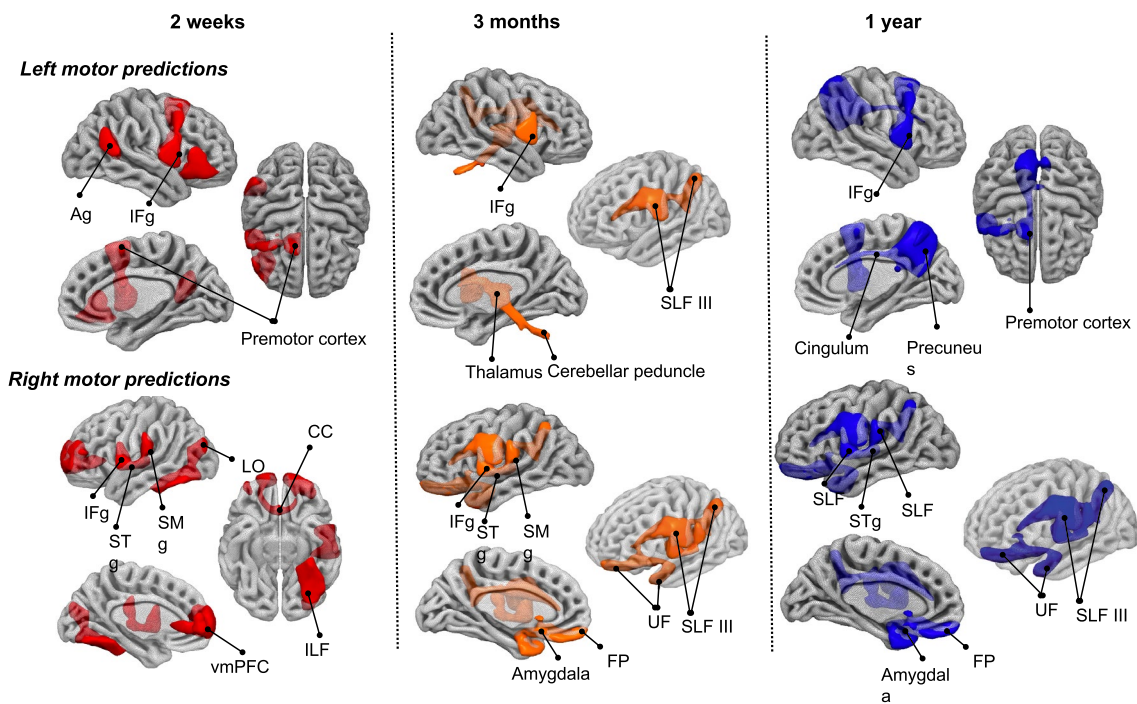 2 weeks
3 months
1 year
Left motor predictions
Ag
IFg
Premotor cortex
IFg
SLF III
Thalamus
Cerebellar peduncle
IFg
Cingulum
Precuneu
s
Premotor cortex
Right motor predictions
CC
LO
IFg
ST
g
SM
g
vmPFC
ILF
IFg
ST
g
SM
g
UF
SLF III
Amygdala
FP
SLF
STg
SLF
UF
SLF III
Amygdal
a
FP